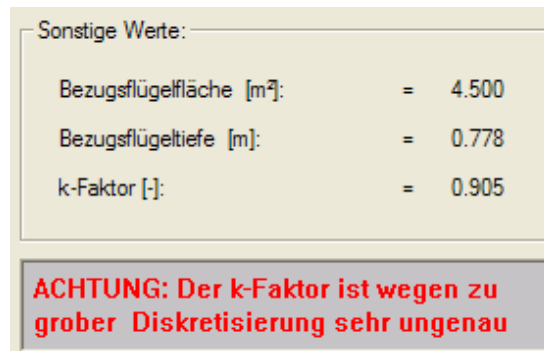 Sonstige Werte:
Bezugsflügelfläche [m²]: = 4.500
Bezugsflügeltiefe [m]: = 0.778
k-Faktor [-]: = 0.905
ACHTUNG: Der k-Faktor ist wegen zu
grober Diskretisierung sehr ungenau